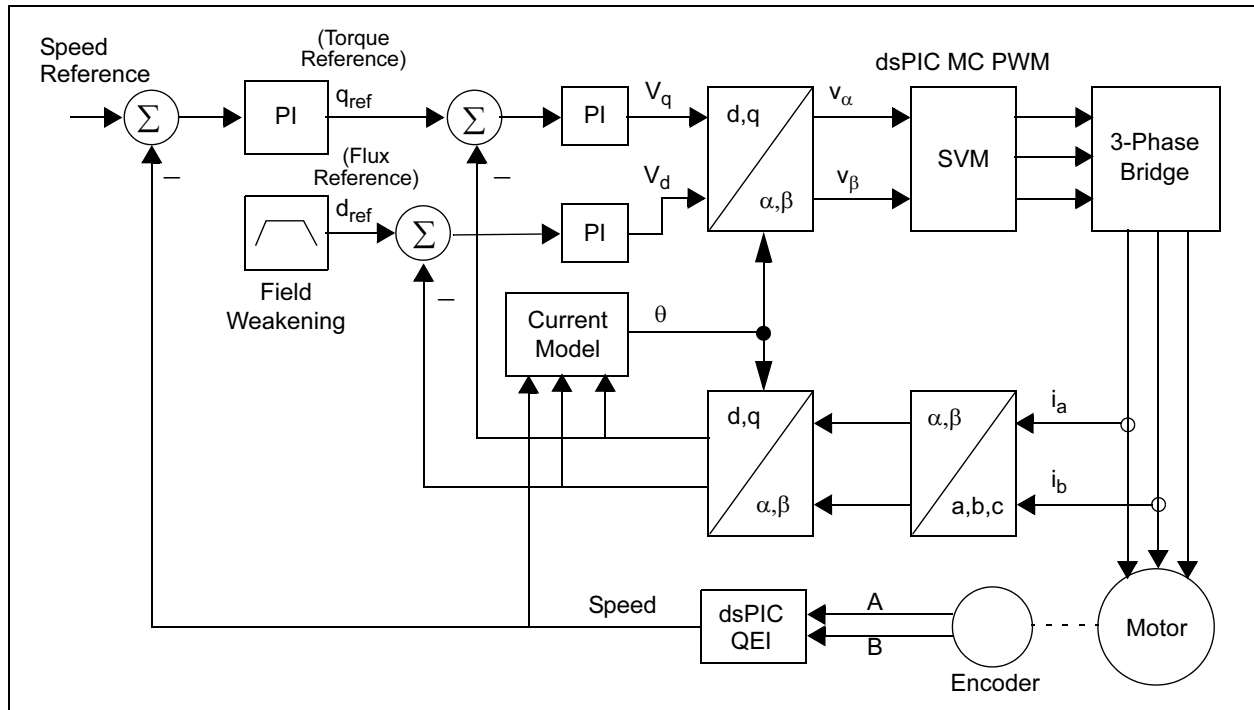 Speed
Reference
Σ
−
PI
(Torque
Reference)
q_ref
Σ
−
PI
V_q
d,q
α,β
v_α
v_β
dsPIC MC PWM
SVM
3-Phase
Bridge
(Flux
Reference)
d_ref
Field
Weakening
Σ
−
PI
V_d
Current
Model
θ
d,q
α,β
α,β
a,b,c
i_a
i_b
Speed
dsPIC
QEI
A
B
Encoder
Motor